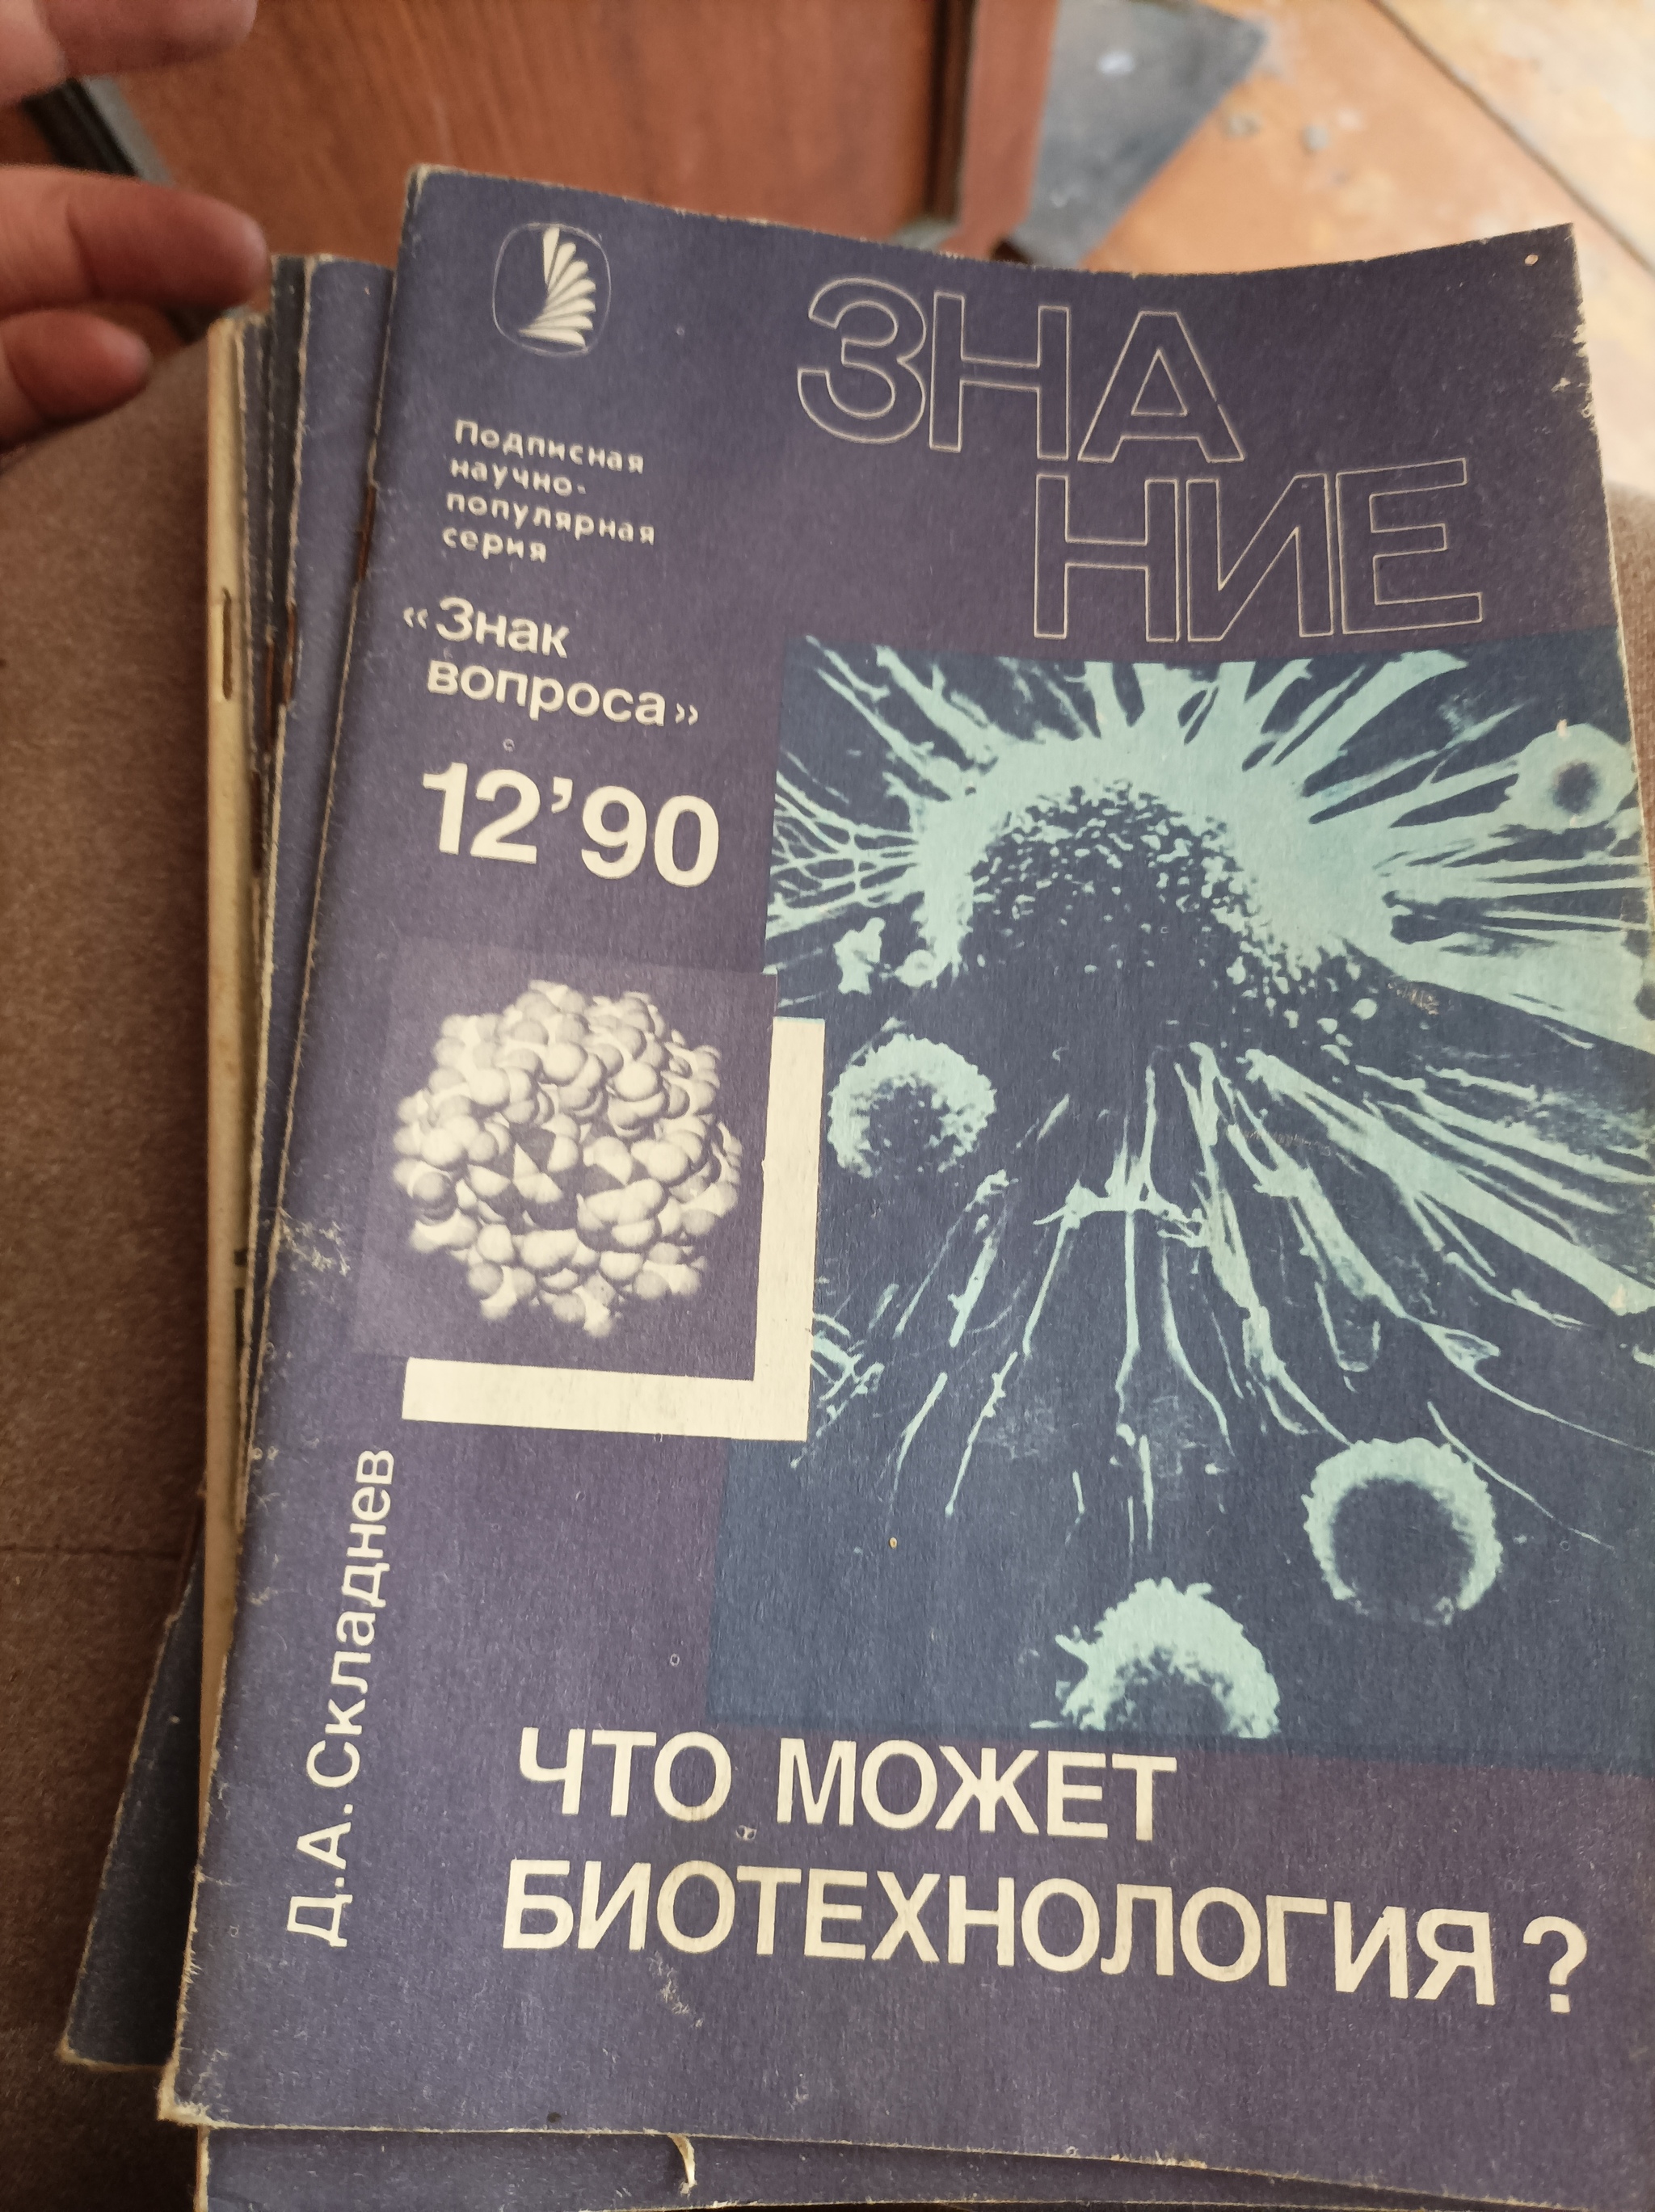 ЗНА
НИЕ
Подписная
научно-
популярная
серия
«Знак
вопроса»
12’90
Д.А.Складнев
ЧТО МОЖЕТ
БИОТЕХНОЛОГИЯ?